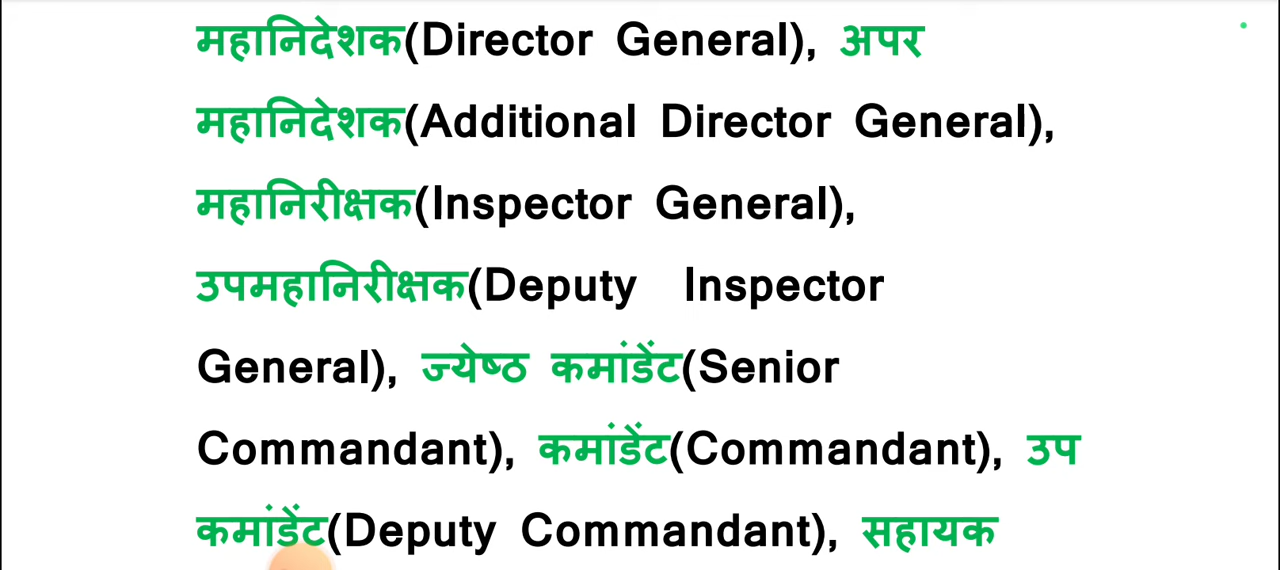 महानिदेशक(Director General), अपर
महानिदेशक(Additional Director General),
महानिरीक्षक(Inspector General),
उपमहानिरीक्षक(Deputy Inspector
General), ज्येष्ठ कमांडेंट(Senior
Commandant), कमांडेंट(Commandant), उप
कमांडेंट(Deputy Commandant), सहायक